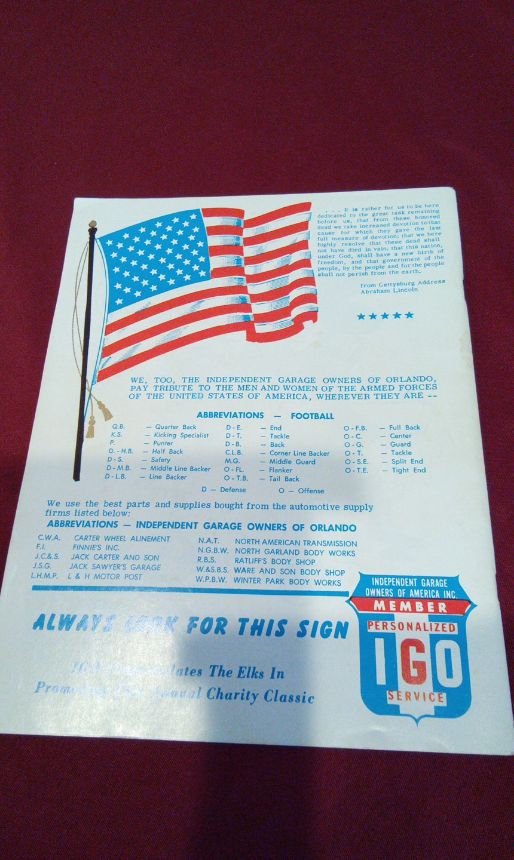 . . . . It is rather for us to be here
dedicated to the great task remaining
before us, that from these honored
dead we take increased devotion to that
cause for which they gave the last
full measure of devotion; that we here
highly resolve that these dead shall
not have died in vain; that this nation,
under God, shall have a new birth of
freedom, and that government of the
people, by the people and for the people
shall not perish from the earth.
from Gettysburg Address
Abraham Lincoln
WE, TOO, THE INDEPENDENT GARAGE OWNERS OF ORLANDO,
PAY TRIBUTE TO THE MEN AND WOMEN OF THE ARMED FORCES
OF THE UNITED STATES OF AMERICA, WHEREVER THEY ARE --
ABBREVIATIONS — FOOTBALL
Q.B. — Quarter Back
K.S. — Kicking Specialist
P. — Punter
D.-H.B. — Half Back
D-S. — Safety
D-M.B. — Middle Line Backer
D-L.B. — Line Backer
D-E. — End
D-T. — Tackle
D-B. — Back
C.L.B. — Corner Line Backer
M.G. — Middle Guard
O-FL. — Flanker
O-T.B. — Tail Back
O-F.B. — Full Back
O-C. — Center
O-G. — Guard
O-T. — Tackle
O-S.E. — Split End
O-T.E. — Tight End
D — Defense O — Offense
We use the best parts and supplies bought from the automotive supply
firms listed below:
ABBREVIATIONS — INDEPENDENT GARAGE OWNERS OF ORLANDO
C.W.A. CARTER WHEEL ALINEMENT
F.I. FINNIE'S INC.
J.C.&S. JACK CARTER AND SON
J.S.G. JACK SAWYER'S GARAGE
L.H.M.P. L & H MOTOR POST
N.A.T. NORTH AMERICAN TRANSMISSION
N.G.B.W. NORTH GARLAND BODY WORKS
R.B.S. RATLIFF'S BODY SHOP
W.&S.B.S. WARE AND SON BODY SHOP
W.P.B.W. WINTER PARK BODY WORKS
ALWAYS LOOK FOR THIS SIGN
The Elks In
Annual Charity Classic
INDEPENDENT GARAGE
OWNERS OF AMERICA INC.
MEMBER
PERSONALIZED
IGO
SERVICE